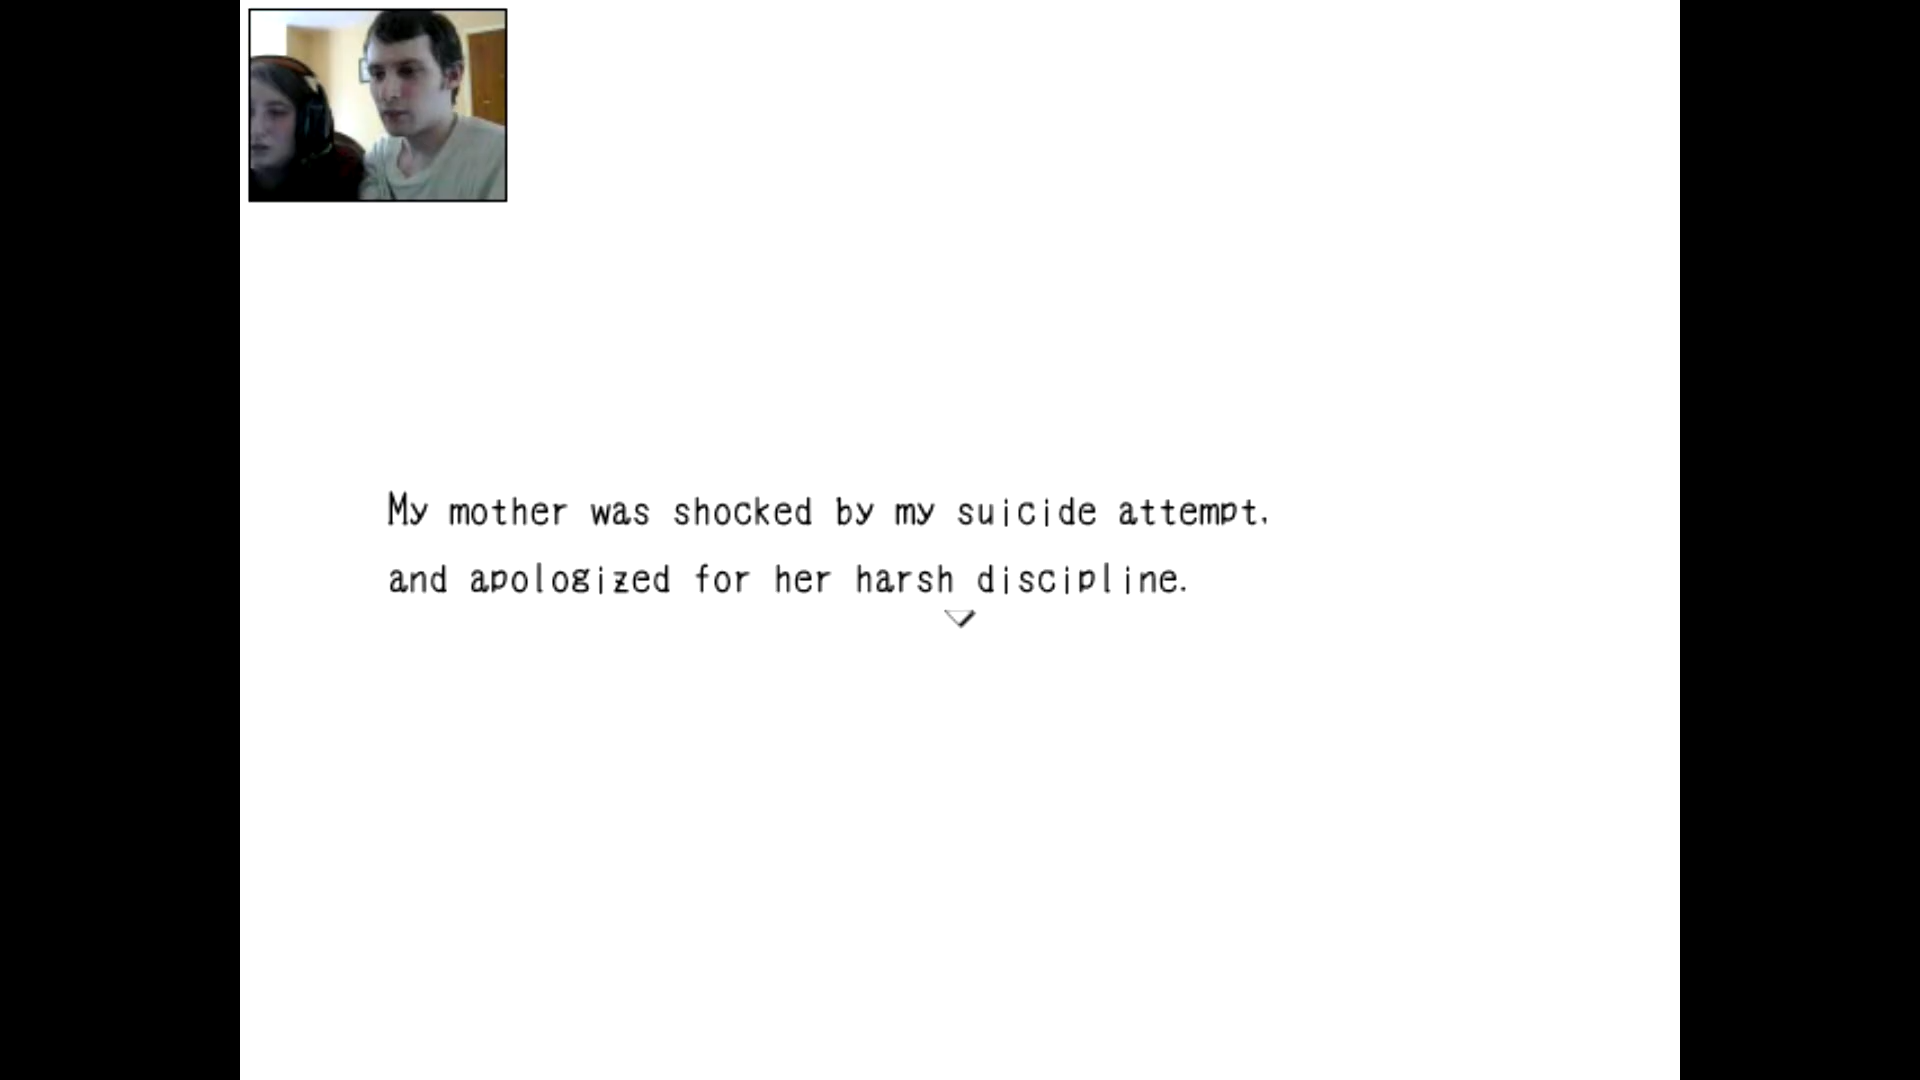 My mother was shocked by my suicide attempt,
and apologized for her harsh discipline.